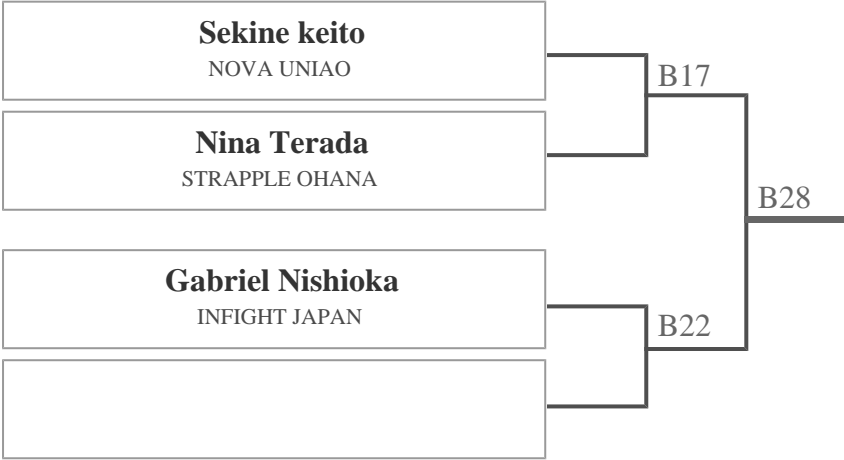 Sekine keito
NOVA UNIAO
B17
Nina Terada
STRAPPLE OHANA
B28
Gabriel Nishioka
INFIGHT JAPAN
B22